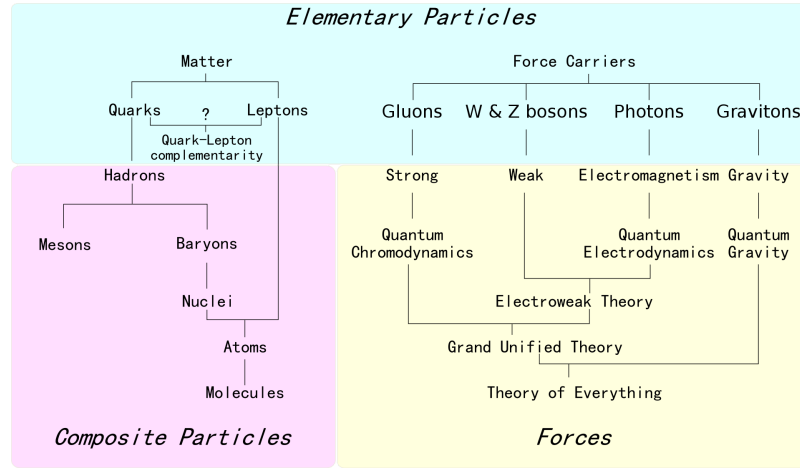 Elementary Particles
Matter
Force Carriers
Quarks ? Leptons
Gluons W & Z bosons Photons Gravitons
Quark-Lepton
complementarity
Hadrons
Strong Weak Electromagnetism Gravity
Mesons Baryons
Quantum
Chromodynamics
Quantum
Electrodynamics
Quantum
Gravity
Nuclei
Electroweak Theory
Atoms
Grand Unified Theory
Molecules
Theory of Everything
Composite Particles
Forces